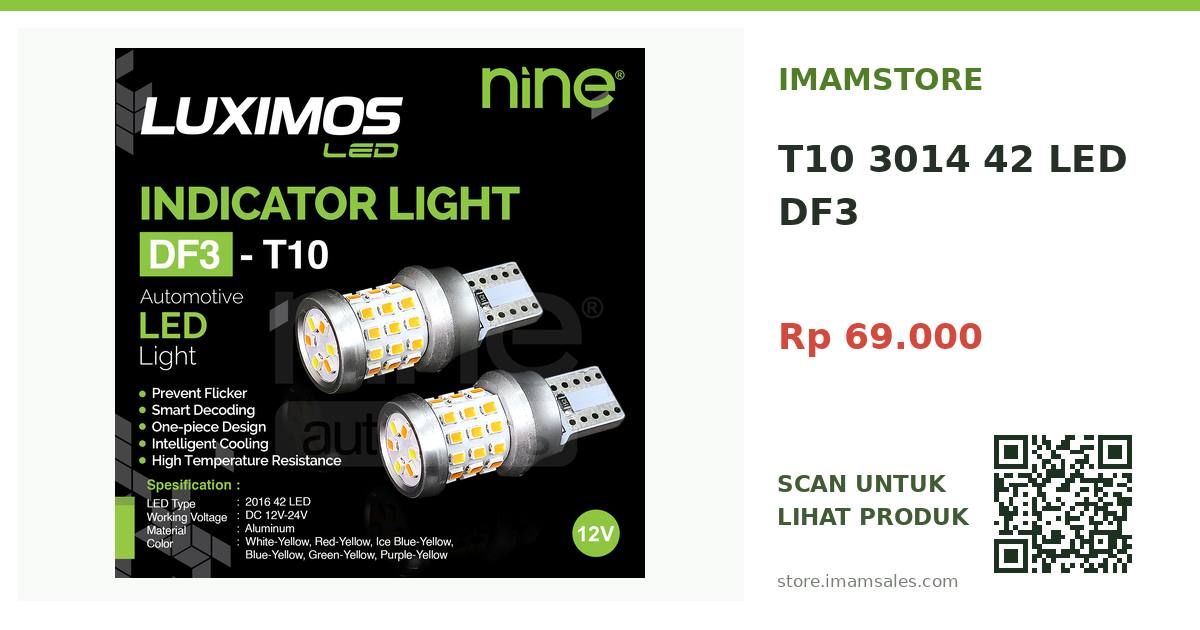 LUXIMOS
LED
nine®
INDICATOR LIGHT
DF3 - T10
Automotive
LED
Light
Prevent Flicker
Smart Decoding
One-piece Design
Intelligent Cooling
High Temperature Resistance
Spesification :
LED Type : 2016 42 LED
Working Voltage : DC 12V-24V
Material : Aluminum
Color : White-Yellow, Red-Yellow, Ice Blue-Yellow,
Blue-Yellow, Green-Yellow, Purple-Yellow
12V
IMAMSTORE
T10 3014 42 LED
DF3
Rp 69.000
SCAN UNTUK
LIHAT PRODUK
store.imamsales.com